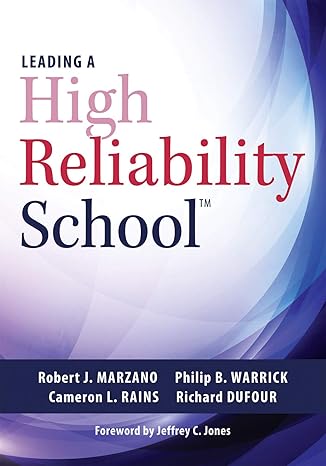 LEADING A
High
Reliability
School™
Robert J. MARZANO Philip B. WARRICK
Cameron L. RAINS Richard DUFOUR
Foreword by Jeffrey C. Jones